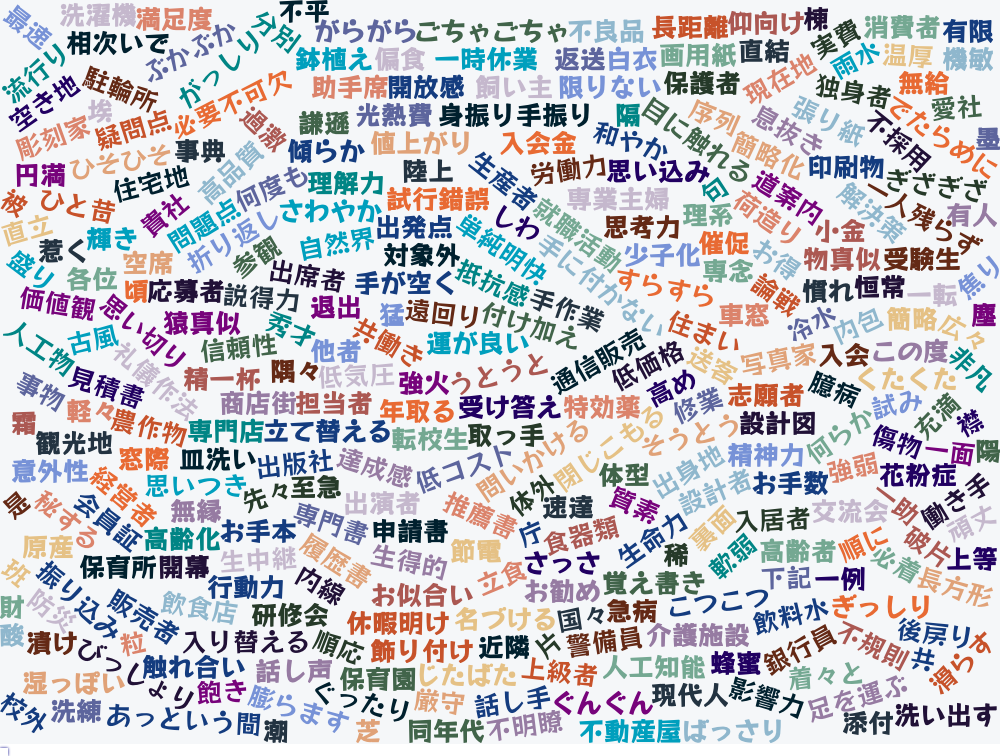 最速
洗濯機
満足度
分別
不平
がらがら
ごちゃごちゃ
不良品
長距離
仰向け
棟
実費
消費者
有限
流行り
相次いで
ぶかぶか
がっしり
鉢植え
偏食
一時休業
返送
白衣
画用紙
直結
雨水
温厚
機敏
空き地
駐輪所
必要不可欠
助手席
開放感
飼い主
限りない
保護者
現在地
独身者
無給
彫刻家
埃
疑問点
過激
謙遜
光熱費
身振り手振り
隔
目に触れる
序列
息抜き
張り紙
不採用
でたらめに
愛社
墨
円満
ひそひそ
事典
高品質
傾らか
値上がり
入会金
和やか
簡略化
印刷物
ぎざぎざ
住宅地
何度も
理解力
陸上
生産者
労働力
思い込み
句
道案内
解決策
一人残らず
有人
ひと昔
貴社
問題点
さわやか
試行錯誤
専業主婦
理系
荷造り
小金
直立
惹く
輝き
折り返し
参観
自然界
出発点
単純明快
しわ
就職活動
思考力
少子化
催促
お得
物真似
受験生
盛り
各位
空席
頃
応募者
出席者
説得力
対象外
手が空く
抵抗感
手に付かない
すらすら
専念
論戦
慣れ
恒常
一転
焦り
価値観
思い切り
猿真似
秀才
退出
猛
遠回り
付け加え
手作業
住まい
車窓
冷水
内包
簡略
広々
塵
人工物
古風
礼儀作法
信頼性
他者
共働き
運が良い
通信販売
低価格
送呑
写真家
入会
この度
非凡
事物
見積書
精一杯
隅々
低気圧
強火
うとうと
高め
志願者
臆病
くたくた
霜
軽々
農作物
商店街
担当者
年取る
受け答え
特効薬
修業
設計図
試み
充満
襟
観光地
専門店
立て替える
転校生
取っ手
問いかける
閉じこもる
そうとう
何らか
傷物
一面
陽
意外性
窓際
皿洗い
出版社
達成感
低コスト
体外
体型
出身地
精神力
お手数
強弱
花粉症
昆
秘する
経営者
会員証
思いつき
先々
至急
無縁
出演者
推薦書
速達
質素
設計者
裏面
入居者
交流会
一助
働き手
頑丈
原産
高齢化
お手本
専門書
申請書
節電
庁
食器類
生命力
稀
軟弱
高齢者
順に
破片
上等
班
振り込み
保育所
開幕
生中継
履歴書
生得的
立食
さっさ
お勧め
覚え書き
下記
一例
必着
長方形
財
防災
販売者
飲食店
行動力
内線
お似合い
名づける
国々
急病
こつこつ
飲料水
ぎっしり
後戻り
酸
漬け
びっしょり
粒
入り替える
研修会
順応
休暇明け
飾り付け
近隣
片
警備員
介護施設
銀行員
不規則
共
滑らす
湿っぽい
触れ合い
話し声
保育園
じたばた
上級者
人工知能
蜂蜜
着々と
校外
洗練
あっという間
飽き
膨らます
潮
ぐったり
芝
厳守
同年代
話し手
不明瞭
ぐんぐん
不動産屋
現代人
ばっさり
影響力
足を運ぶ
添付
洗い出す